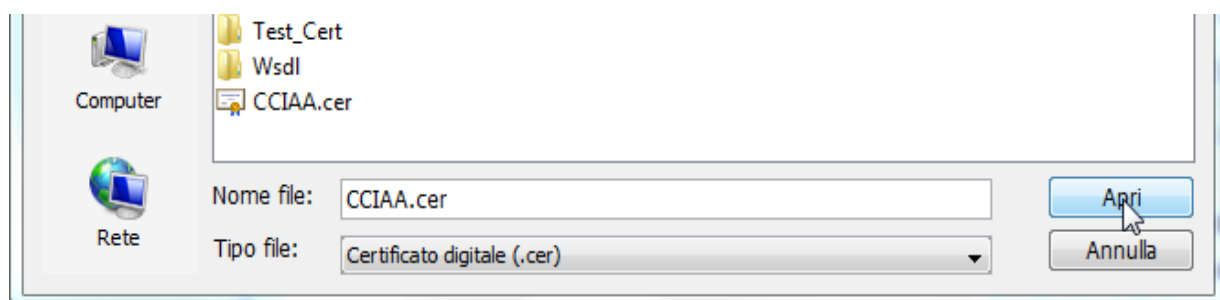 Test_Cert
Wsdl
CCIAA.cer
Computer
Rete
Nome file: CCIAA.cer
Apri
Tipo file: Certificato digitale (.cer)
Annulla